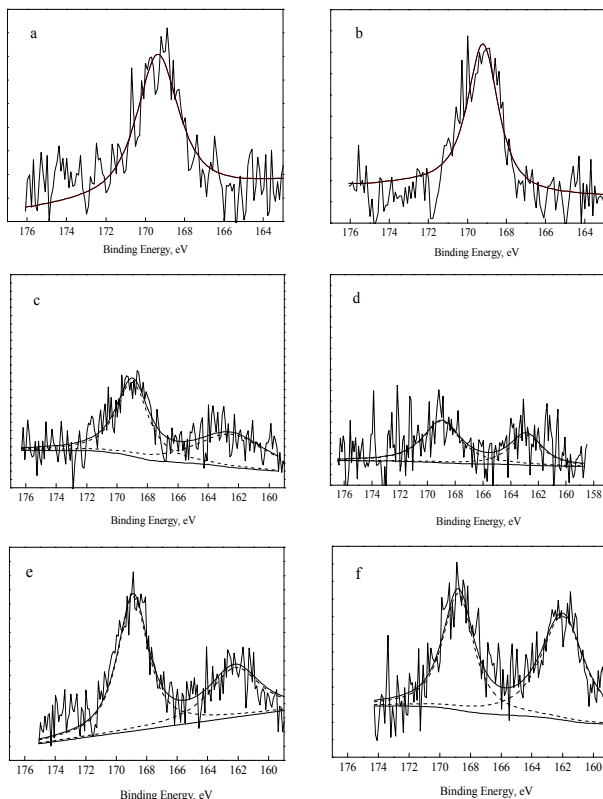 a
b
176 174 172 170 168 166 164
176 174 172 170 168 166 164
Binding Energy, eV
Binding Energy, eV
c
d
176 174 172 170 168 166 164 162 160
176 174 172 170 168 166 164 162 160 158
Binding Energy, eV
Binding Energy, eV
e
f
176 174 172 170 168 166 164 162 160
176 174 172 170 168 166 164 162 160
Binding Energy, eV
Binding Energy, eV